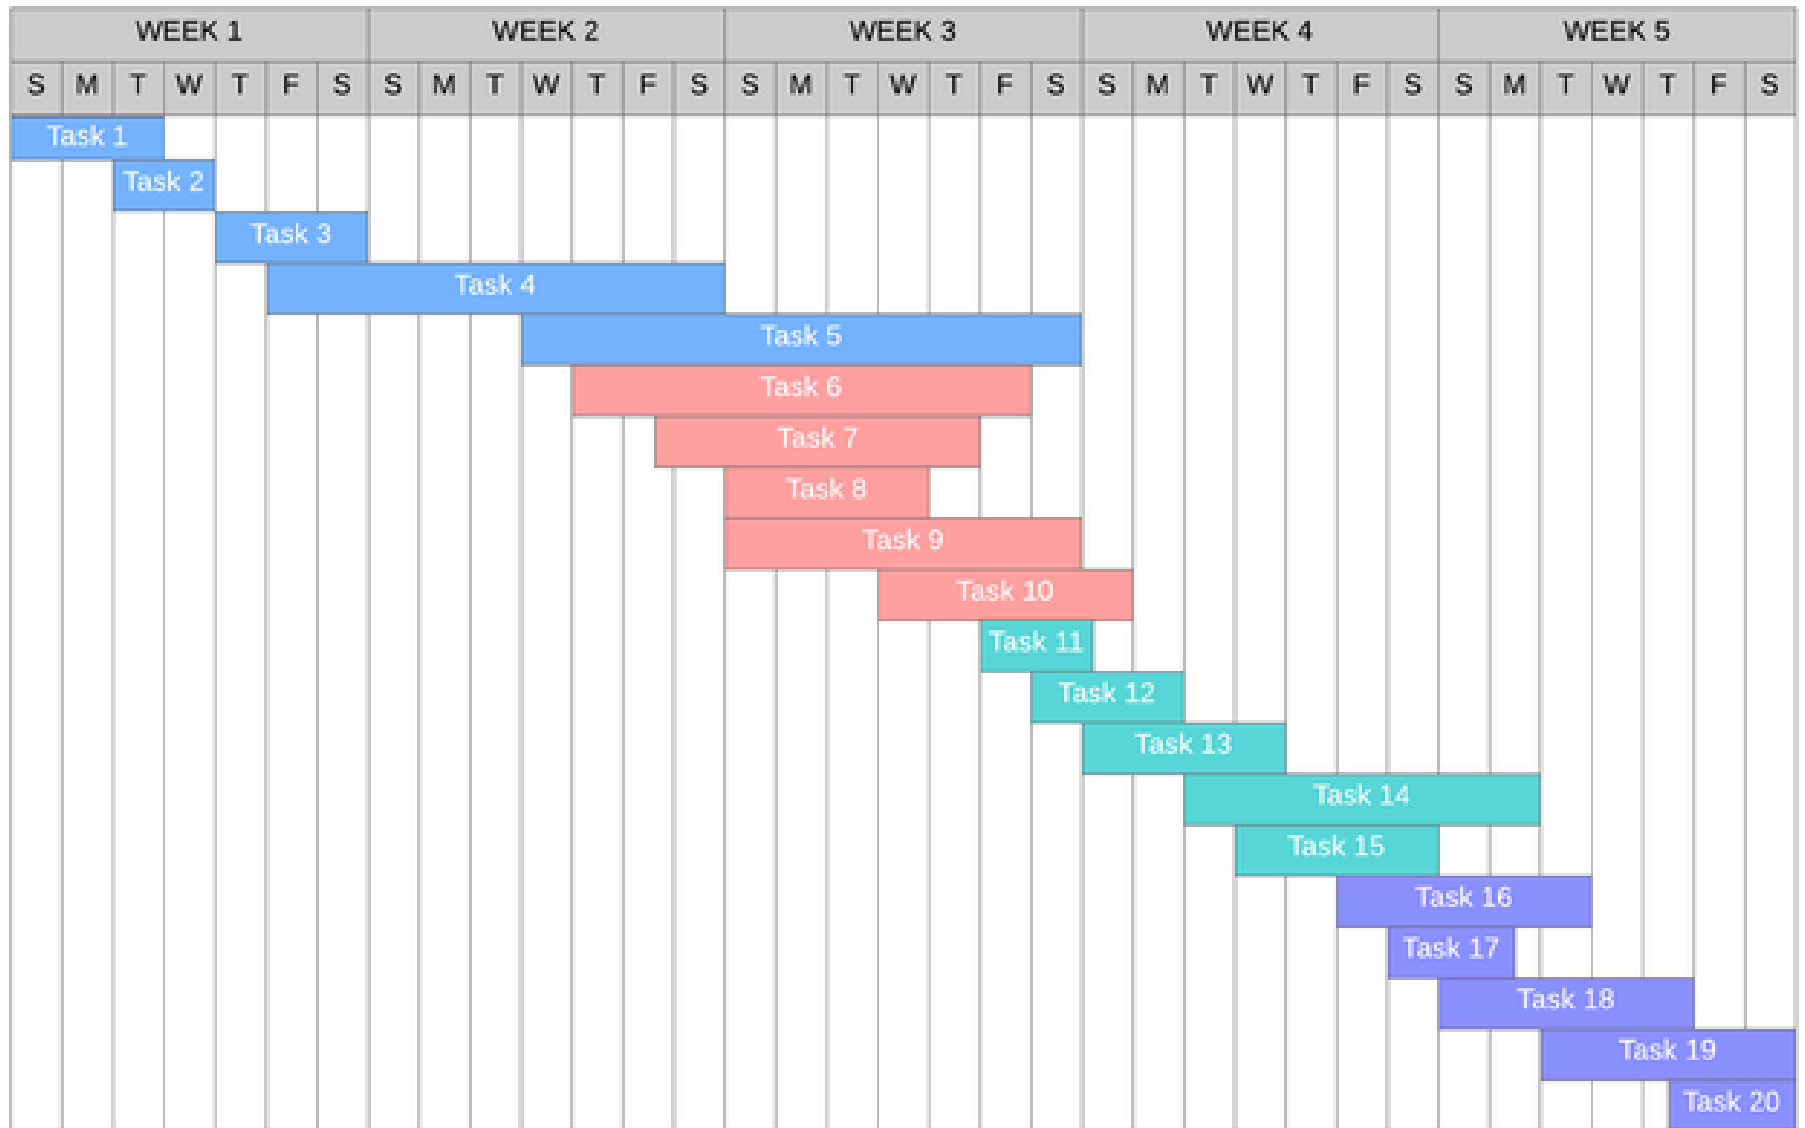 WEEK 1 WEEK 2 WEEK 3 WEEK 4 WEEK 5
S M T W T F S S M T W T F S S M T W T F S S M T W T F S S M T W T F S
Task 1
Task 2
Task 3
Task 4
Task 5
Task 6
Task 7
Task 8
Task 9
Task 10
Task 11
Task 12
Task 13
Task 14
Task 15
Task 16
Task 17
Task 18
Task 19
Task 20